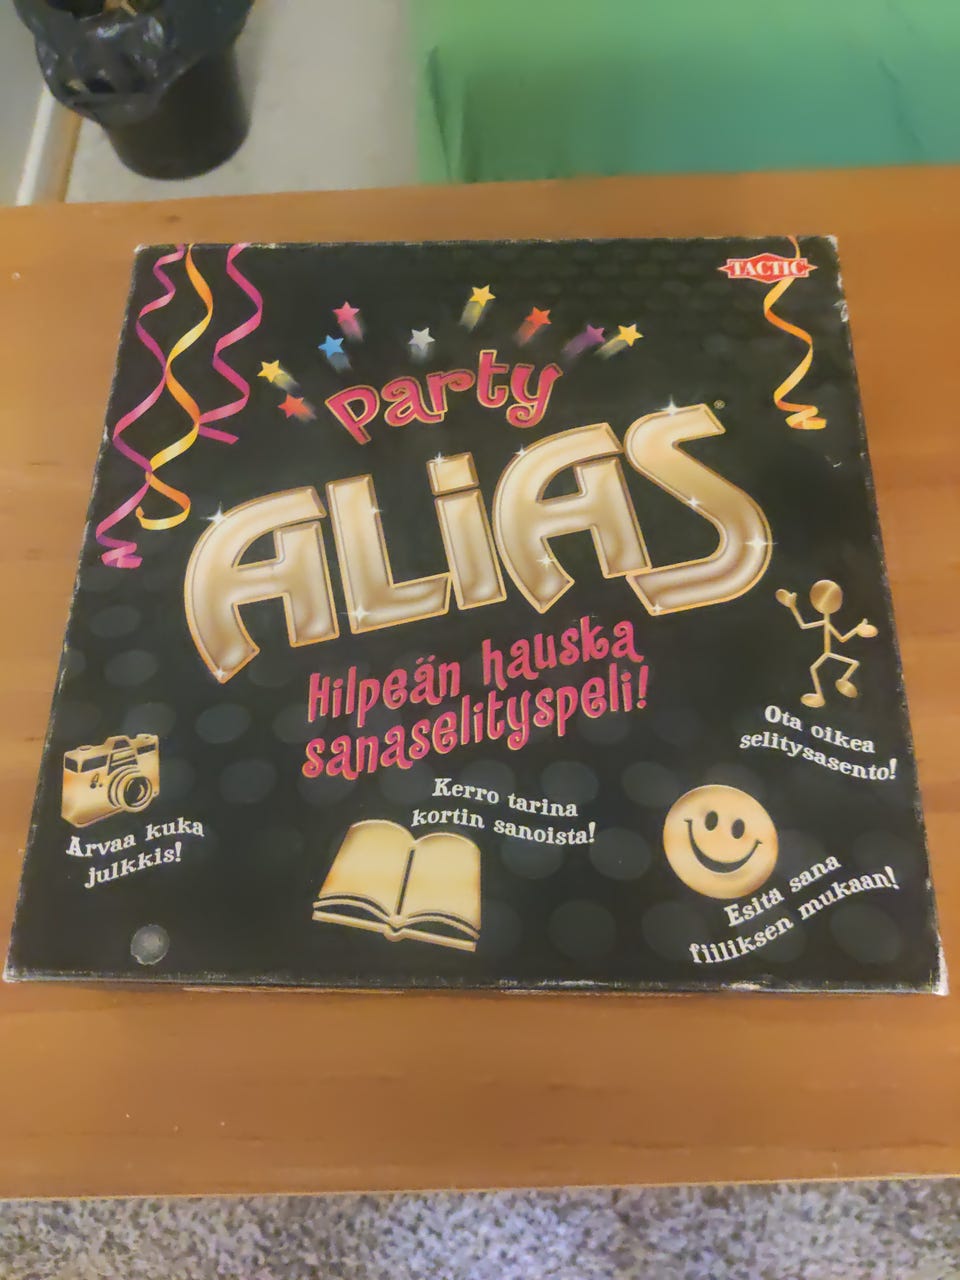 TACTIC
Party
ALiAS®
Hilpeän hauska
sanaselityspeli!
Ota oikea
selitysasento!
Kerro tarina
kortin sanoista!
Arvaa kuka
julkkis!
Esitä sana
fiiliksen mukaan!